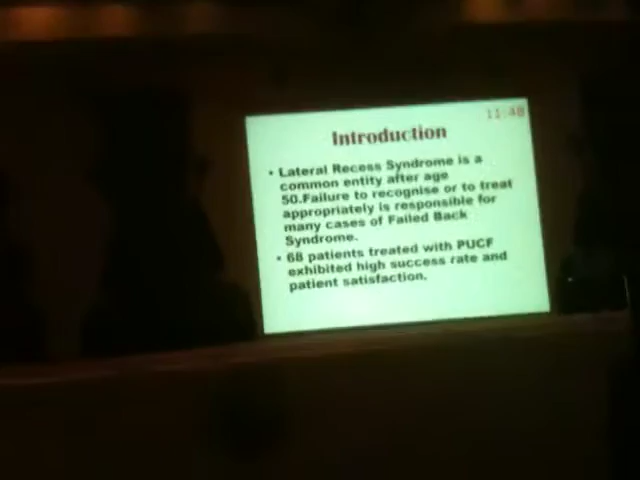 11:48
Introduction
• Lateral Recess Syndrome is a
common entity after age
50.Failure to recognise or to treat
appropriately is responsible for
many cases of Failed Back
Syndrome.
• 68 patients treated with PUCF
exhibited high success rate and
patient satisfaction.